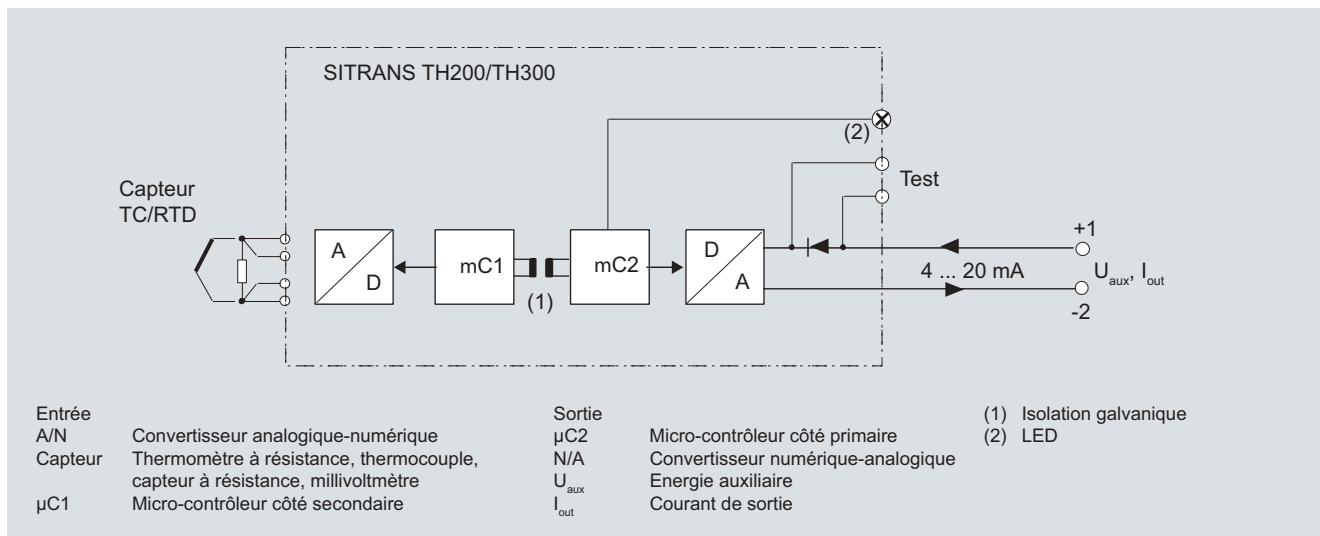 SITRANS TH200/TH300
(2)
Test
Capteur
TC/RTD
A
D
mC1
(1)
mC2
D
A
4 ... 20 mA
+1
Uaux, Iout
-2
Entrée
A/N Convertisseur analogique-numérique
Capteur Thermomètre à résistance, thermocouple,
capteur à résistance, millivoltmètre
µC1 Micro-contrôleur côté secondaire
Sortie
µC2 Micro-contrôleur côté primaire
N/A Convertisseur numérique-analogique
Uaux Energie auxiliaire
Iout Courant de sortie
(1) Isolation galvanique
(2) LED